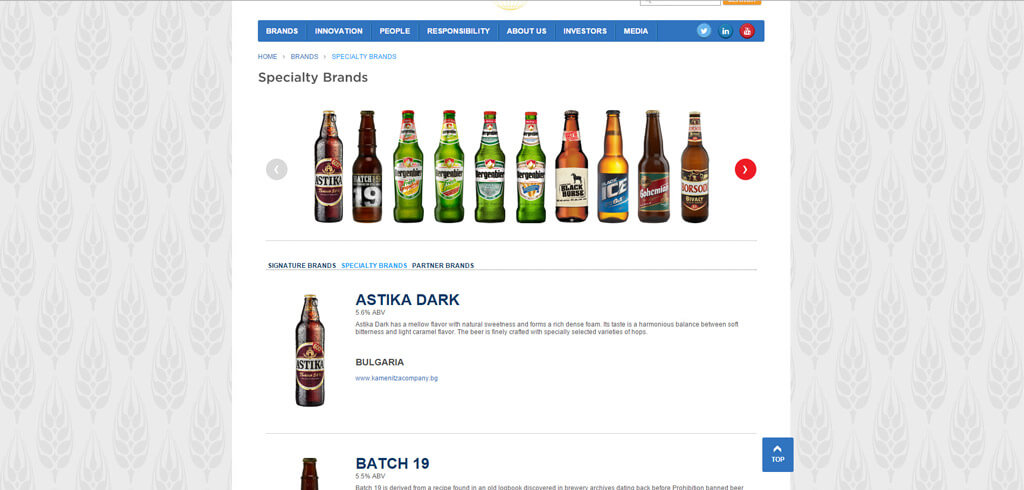 BRANDS INNOVATION PEOPLE RESPONSIBILITY ABOUT US INVESTORS MEDIA
HOME › BRANDS › SPECIALTY BRANDS
Specialty Brands
ASTIKA
BATCH
19
Bergenbier
Bergenbier
Bergenbier
Bergenbier
BLACK
HORSE
BLACK
ICE
Bohemian
BORSODI
BIVALY
SIGNATURE BRANDS SPECIALTY BRANDS PARTNER BRANDS
ASTIKA DARK
5.6% ABV
Astika Dark has a mellow flavor with natural sweetness and forms a rich dense foam. Its taste is a harmonious balance between soft
bitterness and light caramel flavor. The beer is finely crafted with specially selected varieties of hops.
ASTIKA
BULGARIA
www.kamenitzacompany.bg
TOP
BATCH 19
5.5% ABV
Batch 19 is derived from a recipe found in an old logbook discovered in brewery archives dating back before Prohibition banned beer